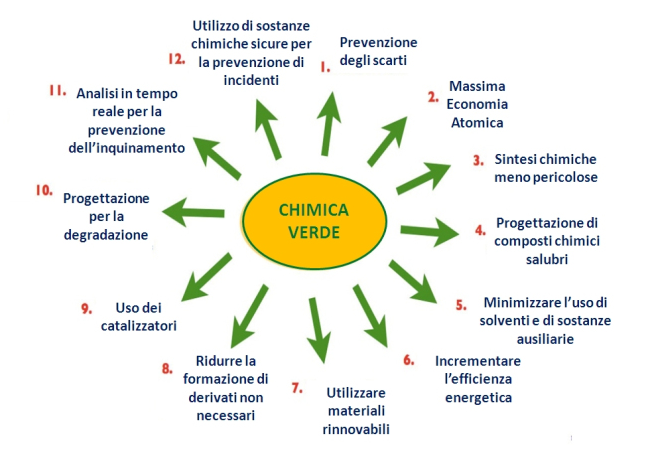 CHIMICA
VERDE
1. Prevenzione
degli scarti
2. Massima
Economia
Atomica
3. Sintesi chimiche
meno pericolose
4. Progettazione di
composti chimici
salubri
5. Minimizzare l'uso di
solventi e di sostanze
ausiliarie
6. Incrementare
l'efficienza
energetica
7. Utilizzare
materiali
rinnovabili
8. Ridurre la
formazione di
derivati non
necessari
9. Uso dei
catalizzatori
10. Progettazione
per la
degradazione
11. Analisi in tempo
reale per la
prevenzione
dell'inquinamento
12. Utilizzo di sostanze
chimiche sicure per
la prevenzione di
incidenti